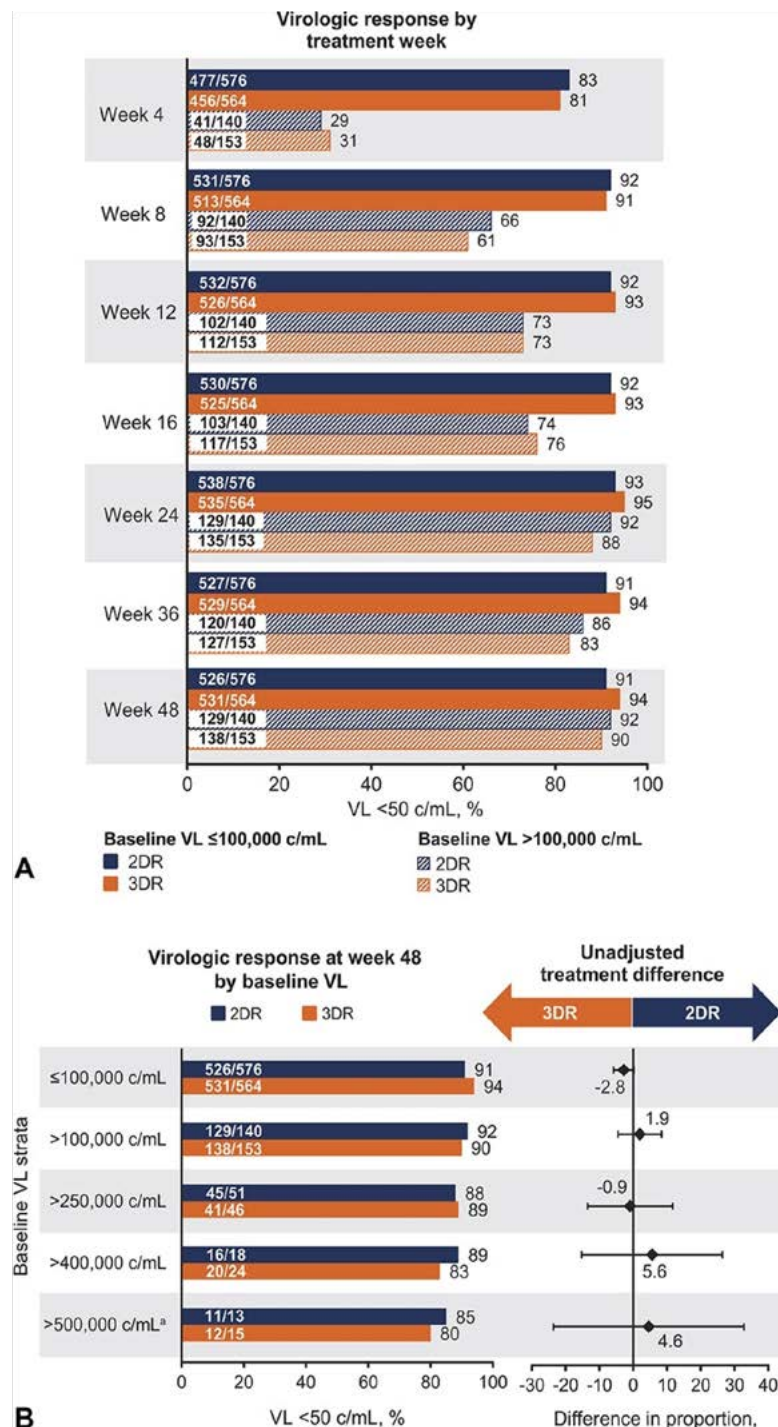 Virologic response by
treatment week
Week 4
477/576 83
456/564 81
41/140 29
48/153 31
Week 8
531/576 92
513/564 91
92/140 66
93/153 61
Week 12
532/576 92
526/564 93
102/140 73
112/153 73
Week 16
530/576 92
525/564 93
103/140 74
117/153 76
Week 24
538/576 93
535/564 95
129/140 92
135/153 88
Week 36
527/576 91
529/564 94
120/140 86
127/153 83
Week 48
526/576 91
531/564 94
129/140 92
138/153 90
0 20 40 60 80 100
VL <50 c/mL, %
Baseline VL ≤100,000 c/mL Baseline VL >100,000 c/mL
2DR 2DR
3DR 3DR
A
Virologic response at week 48
by baseline VL
2DR 3DR
Unadjusted
treatment difference
3DR 2DR
Baseline VL strata
≤100,000 c/mL
526/576 91
531/564 94
-2.8
>100,000 c/mL
129/140 92
138/153 90
1.9
>250,000 c/mL
45/51 88
41/46 89
-0.9
>400,000 c/mL
16/18 89
20/24 83
5.6
>500,000 c/mLᵃ
11/13 85
12/15 80
4.6
0 20 40 60 80 100
VL <50 c/mL, %
-30 -20 -10 0 10 20 30 40
Difference in proportion,
B